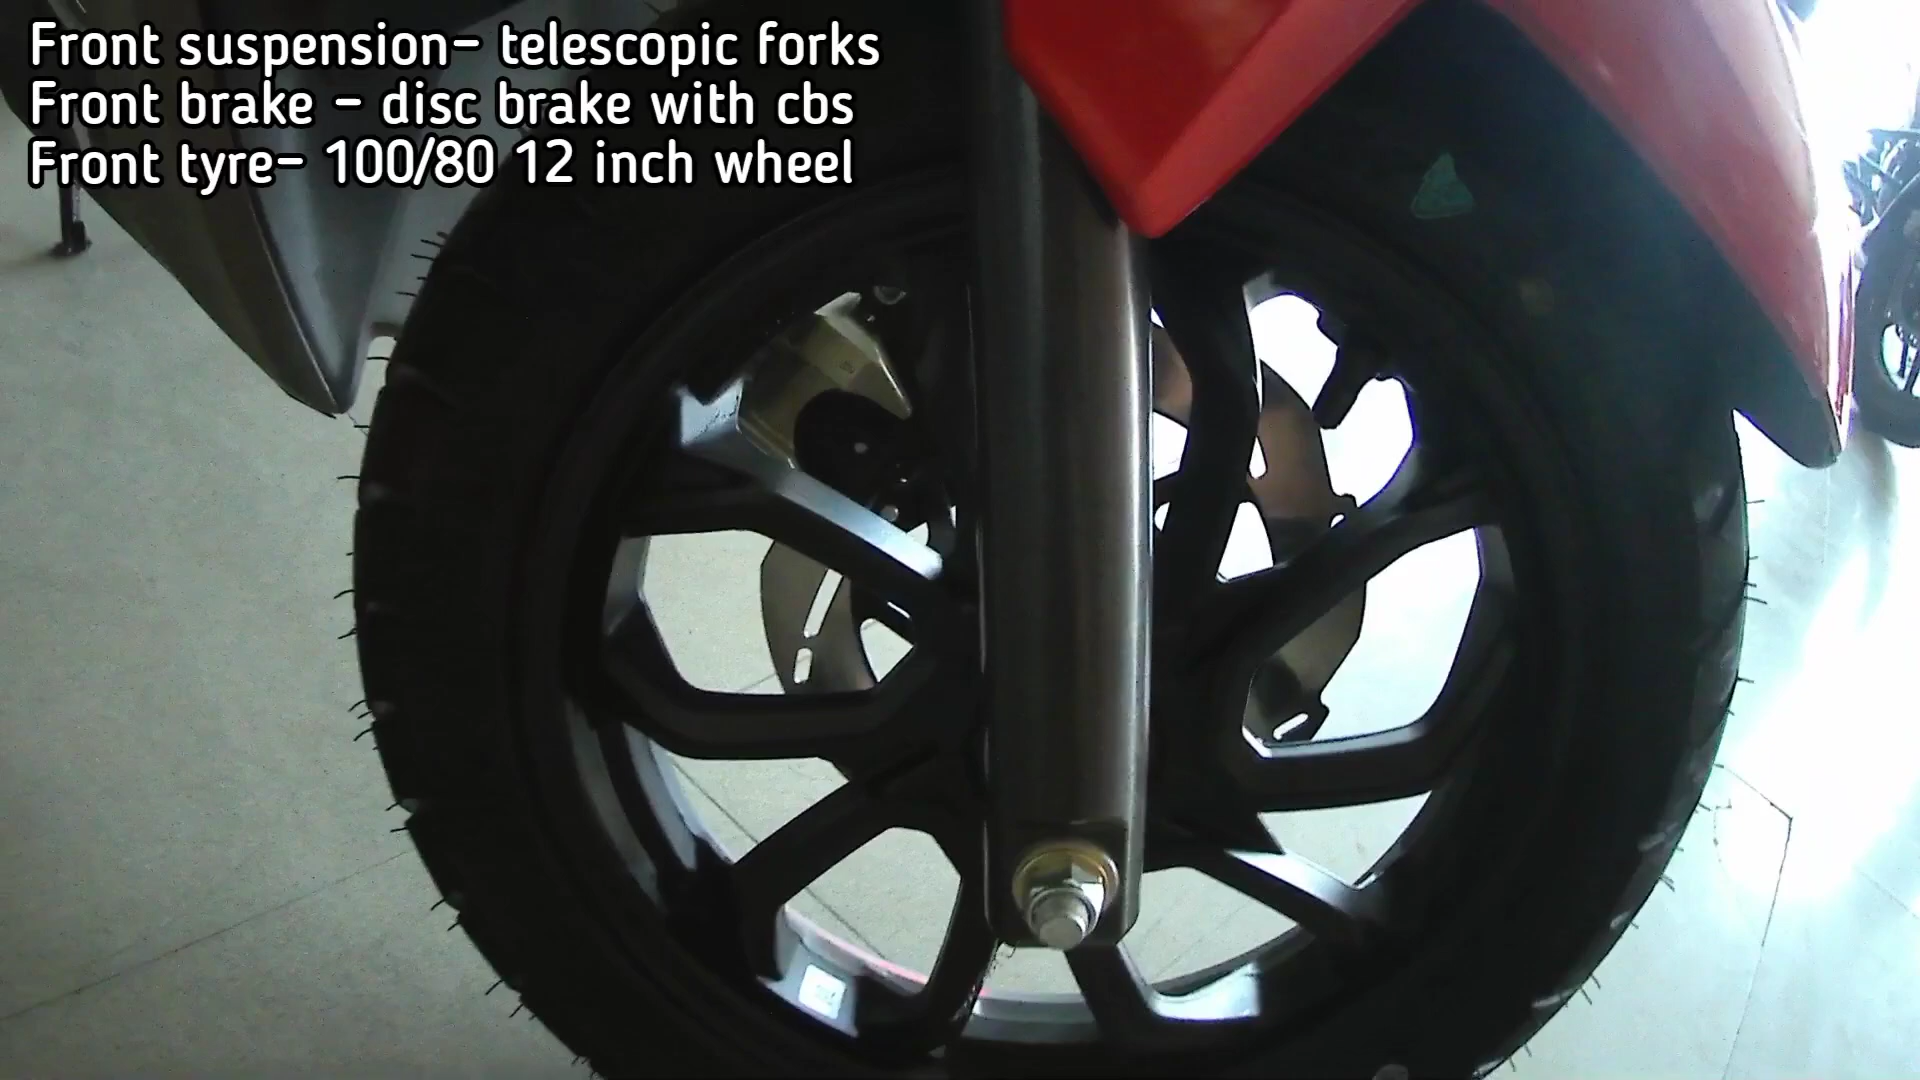 Front suspension- telescopic forks
Front brake - disc brake with cbs
Front tyre- 100/80 12 inch wheel